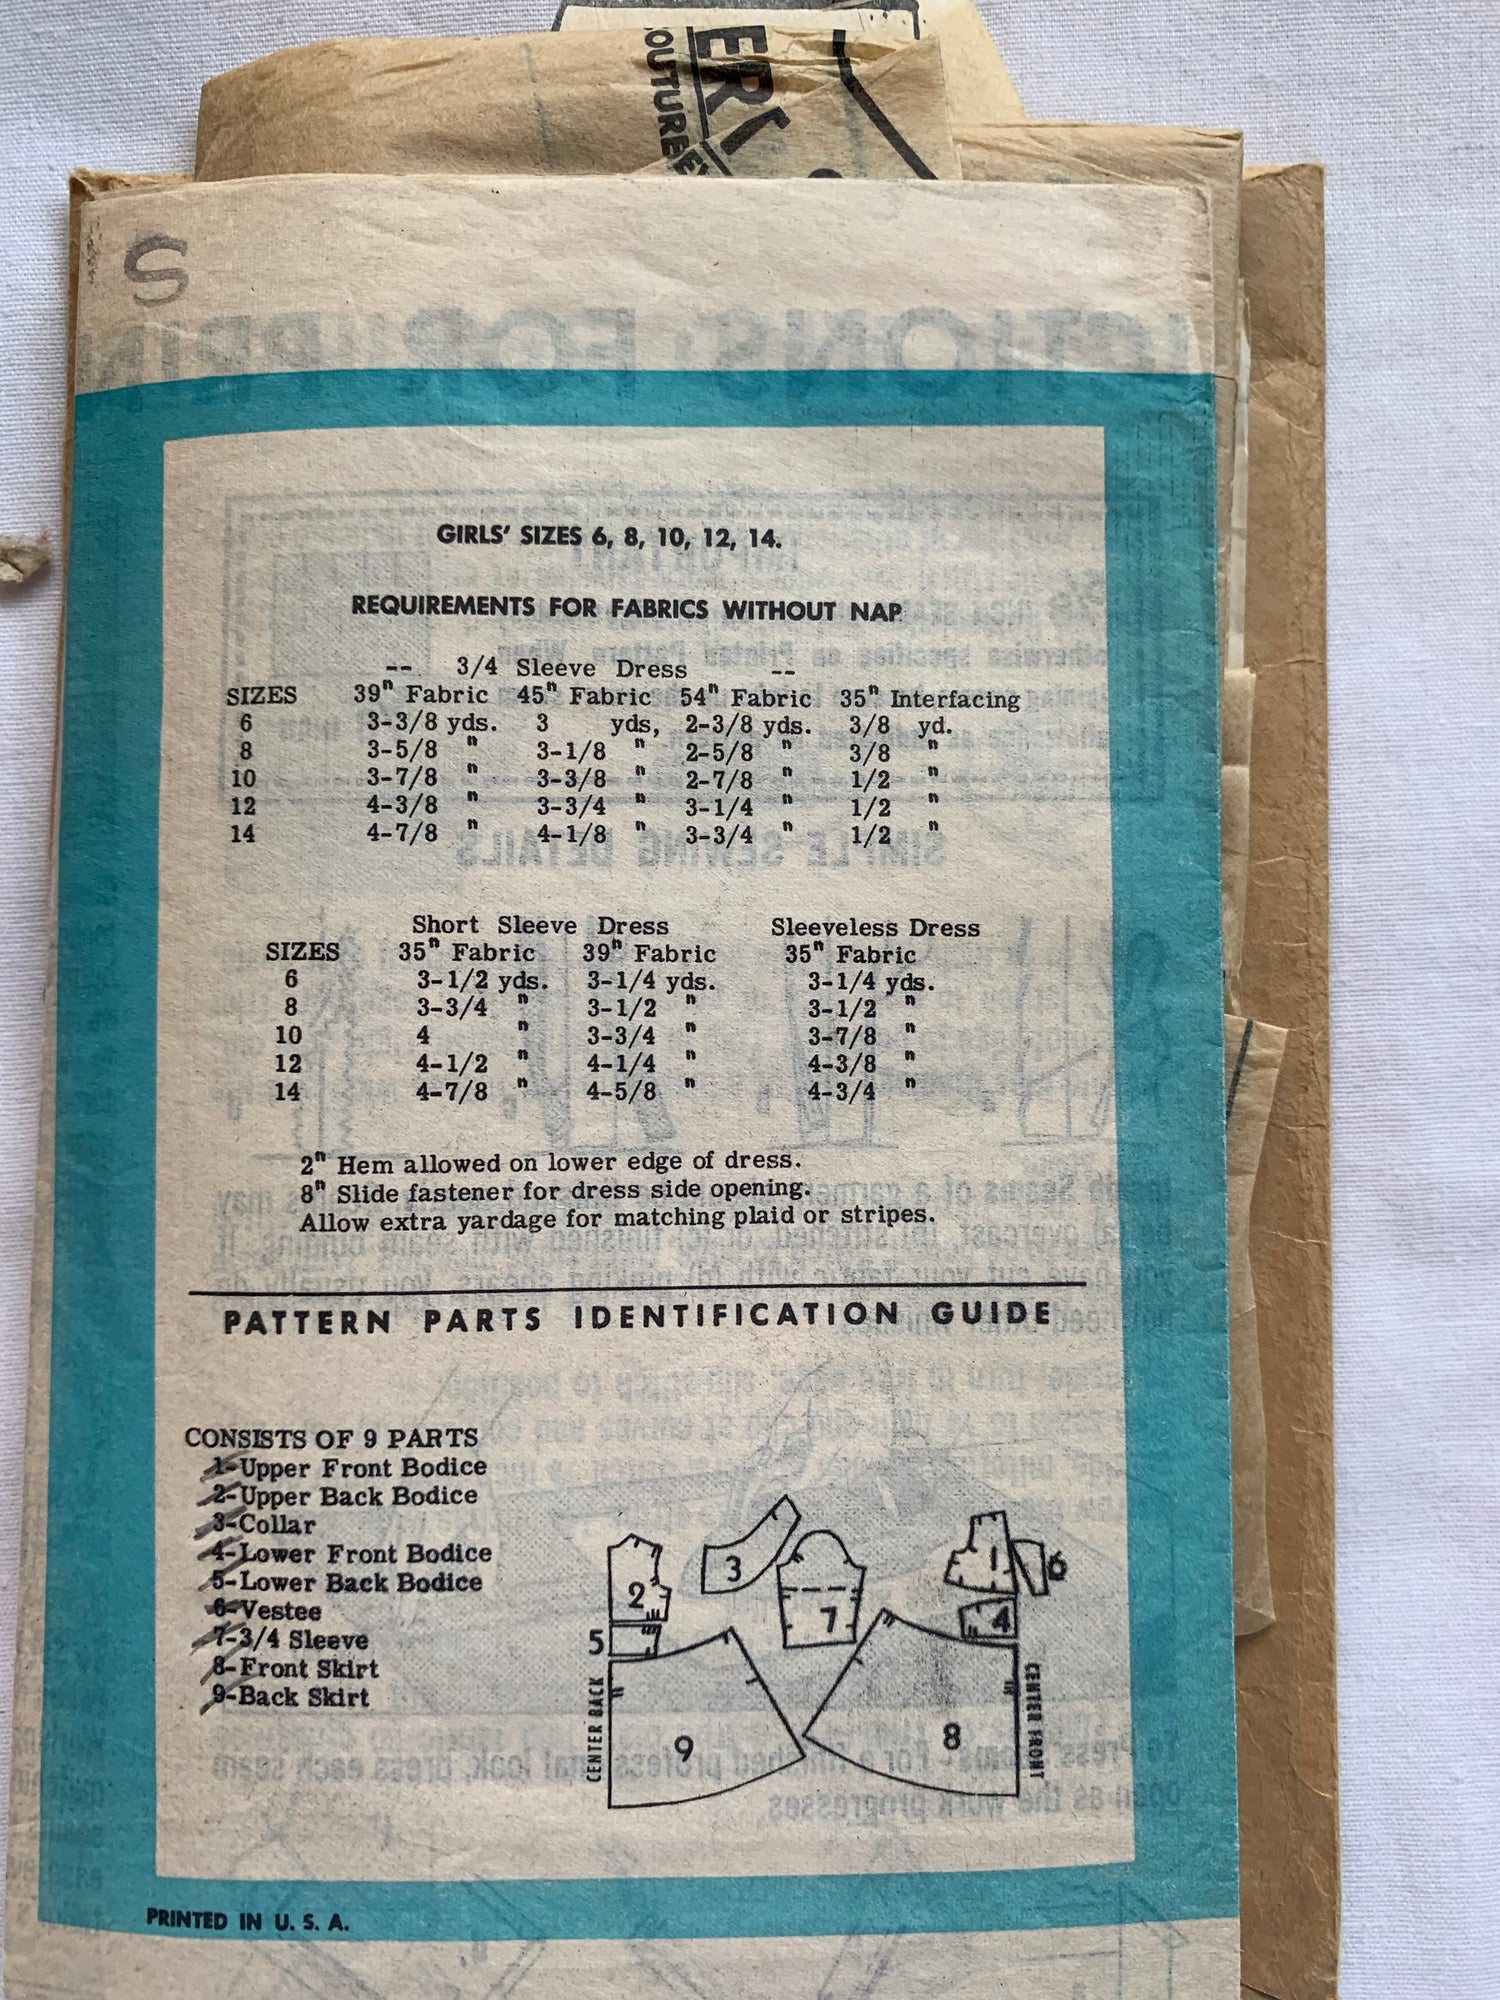 OUTURE
S
GIRLS' SIZES 6, 8, 10, 12, 14.
REQUIREMENTS FOR FABRICS WITHOUT NAP
-- 3/4 Sleeve Dress --
SIZES 39" Fabric 45" Fabric 54" Fabric 35" Interfacing
6 3-3/8 yds. 3 yds, 2-3/8 yds. 3/8 yd.
8 3-5/8 " 3-1/8 " 2-5/8 " 3/8 "
10 3-7/8 " 3-3/8 " 2-7/8 " 1/2 "
12 4-3/8 " 3-3/4 " 3-1/4 " 1/2 "
14 4-7/8 " 4-1/8 " 3-3/4 " 1/2 "
Short Sleeve Dress Sleeveless Dress
SIZES 35" Fabric 39" Fabric 35" Fabric
6 3-1/2 yds. 3-1/4 yds. 3-1/4 yds.
8 3-3/4 " 3-1/2 " 3-1/2 "
10 4 " 3-3/4 " 3-7/8 "
12 4-1/2 " 4-1/4 " 4-3/8 "
14 4-7/8 " 4-5/8 " 4-3/4 "
2" Hem allowed on lower edge of dress.
8" Slide fastener for dress side opening.
Allow extra yardage for matching plaid or stripes.
PATTERN PARTS IDENTIFICATION GUIDE
CONSISTS OF 9 PARTS
1-Upper Front Bodice
2-Upper Back Bodice
3-Collar
4-Lower Front Bodice
5-Lower Back Bodice
6-Vestee
7-3/4 Sleeve
8-Front Skirt
9-Back Skirt
2
3
7
1
6
5
4
9
8
CENTER BACK
CENTER FRONT
PRINTED IN U. S. A.